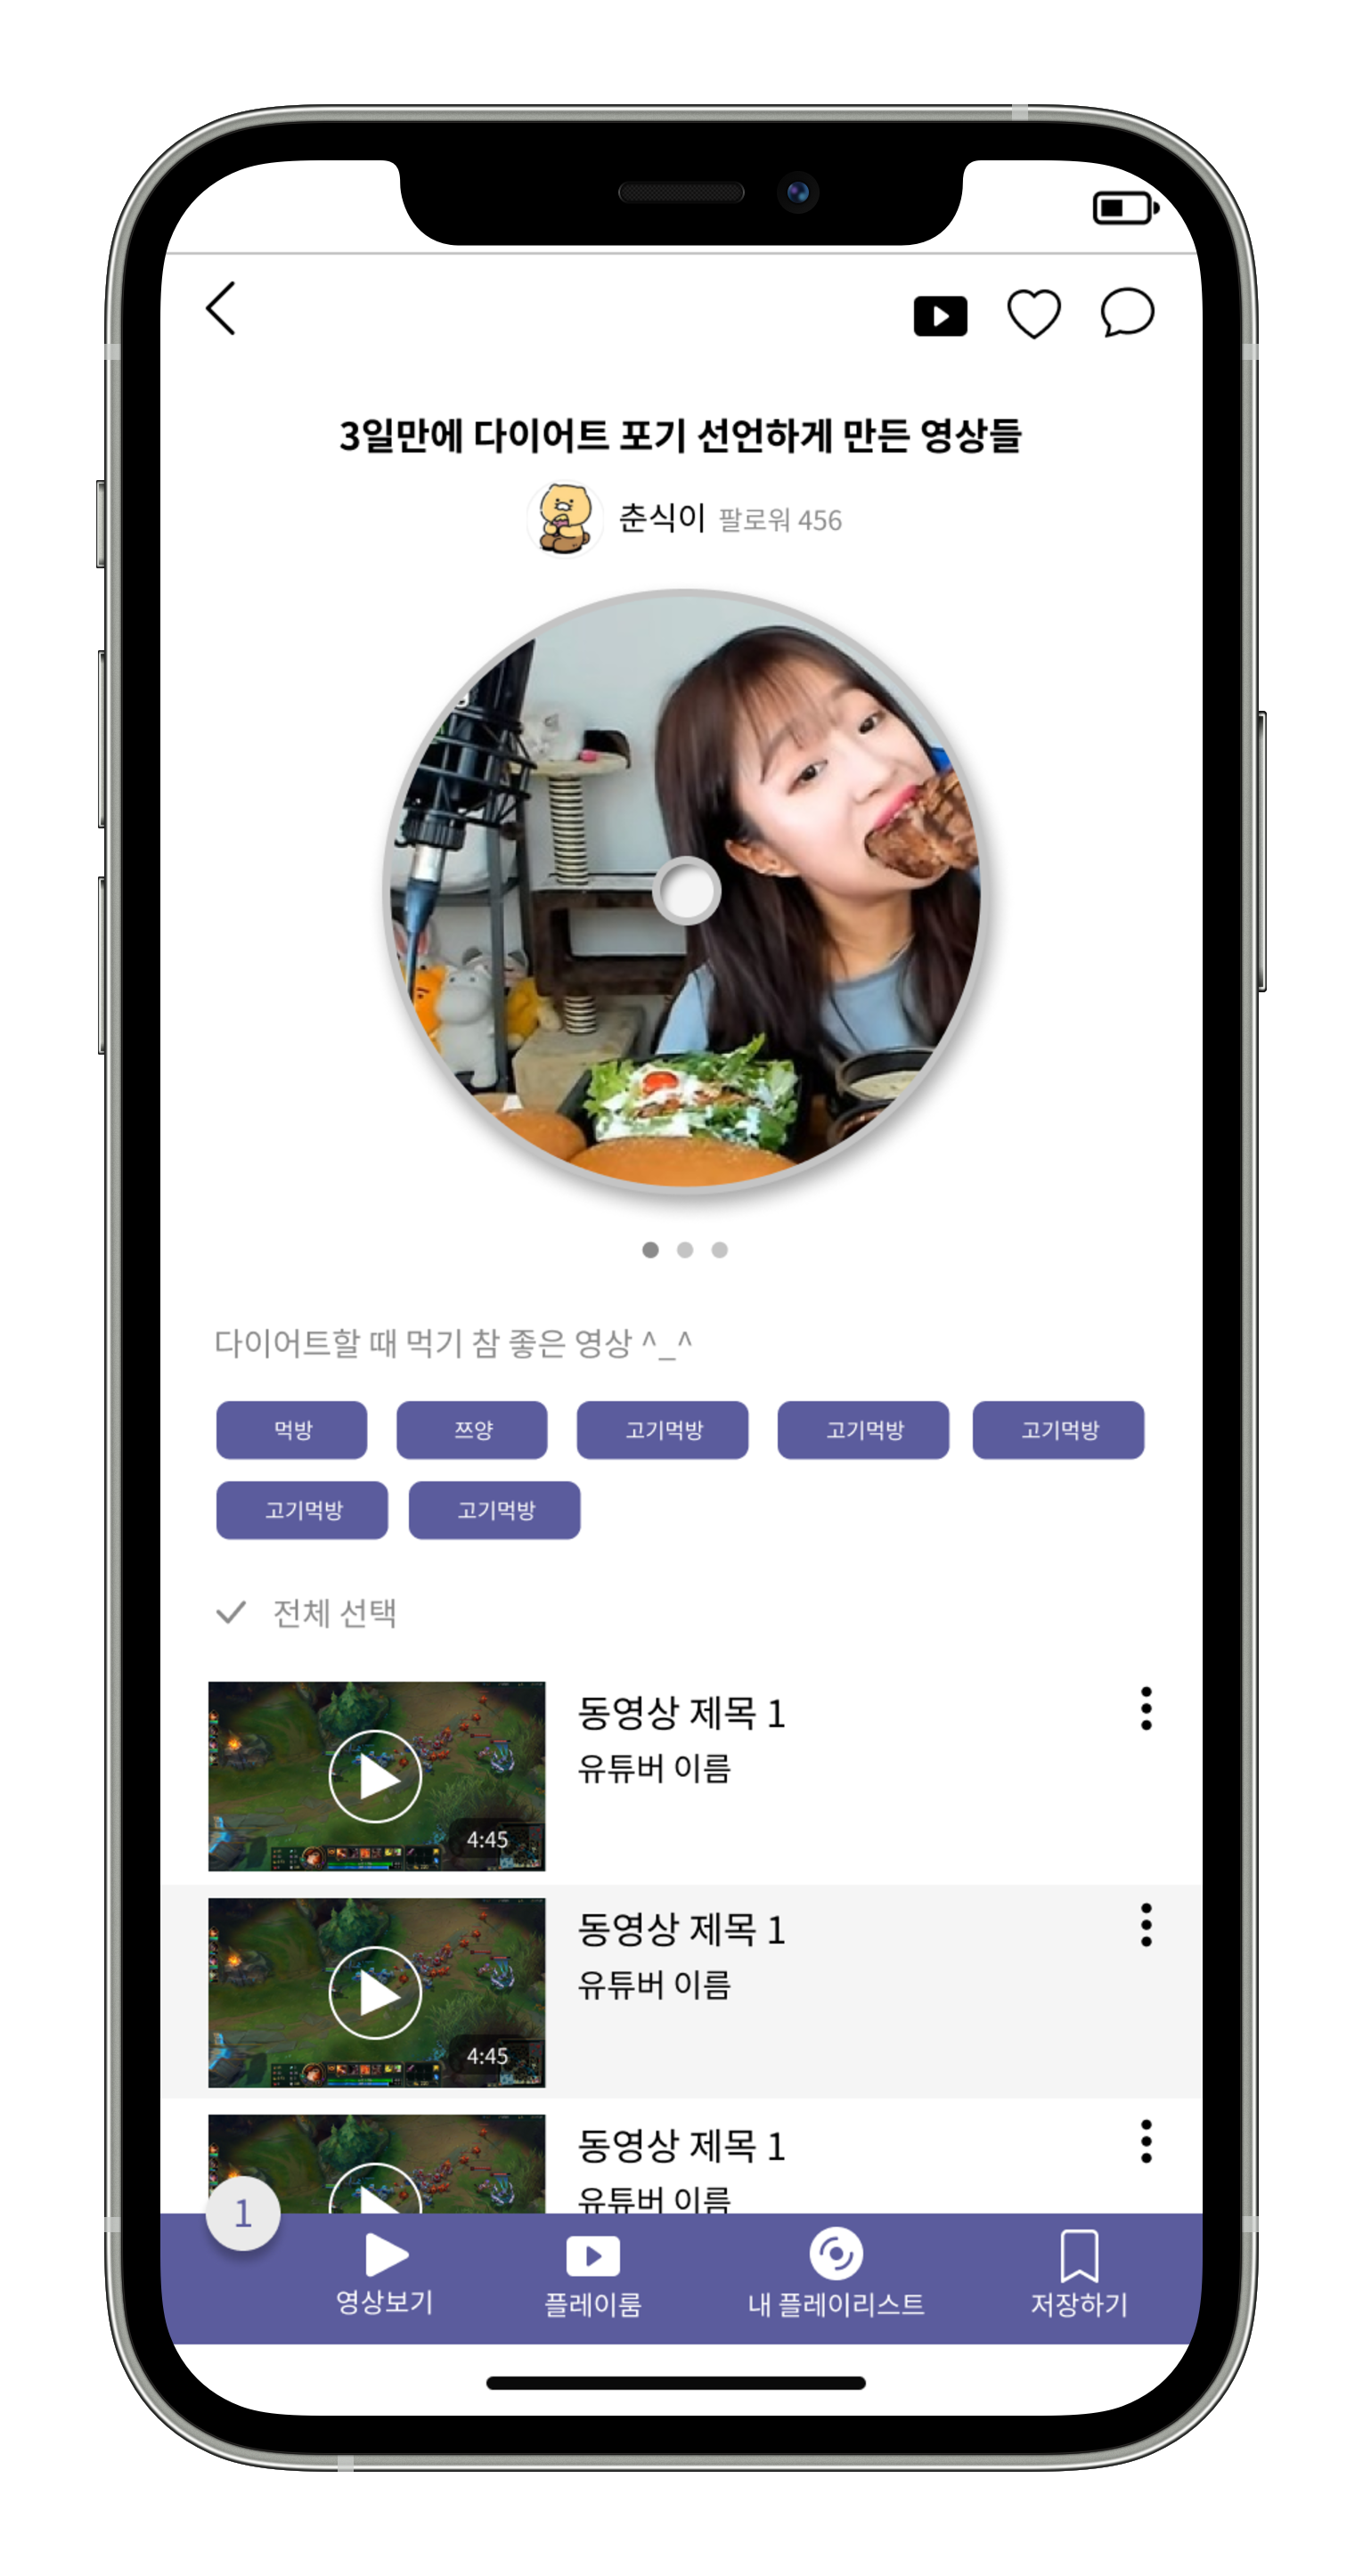 3일만에 다이어트 포기 선언하게 만든 영상들
춘식이 팔로워 456
다이어트할 때 먹기 참 좋은 영상 ^_^
먹방 쯔양 고기먹방 고기먹방 고기먹방
고기먹방 고기먹방
전체 선택
동영상 제목 1
유튜버 이름
4:45
동영상 제목 1
유튜버 이름
4:45
동영상 제목 1
유튜버 이름
1
영상보기 플레이룸 내 플레이리스트 저장하기